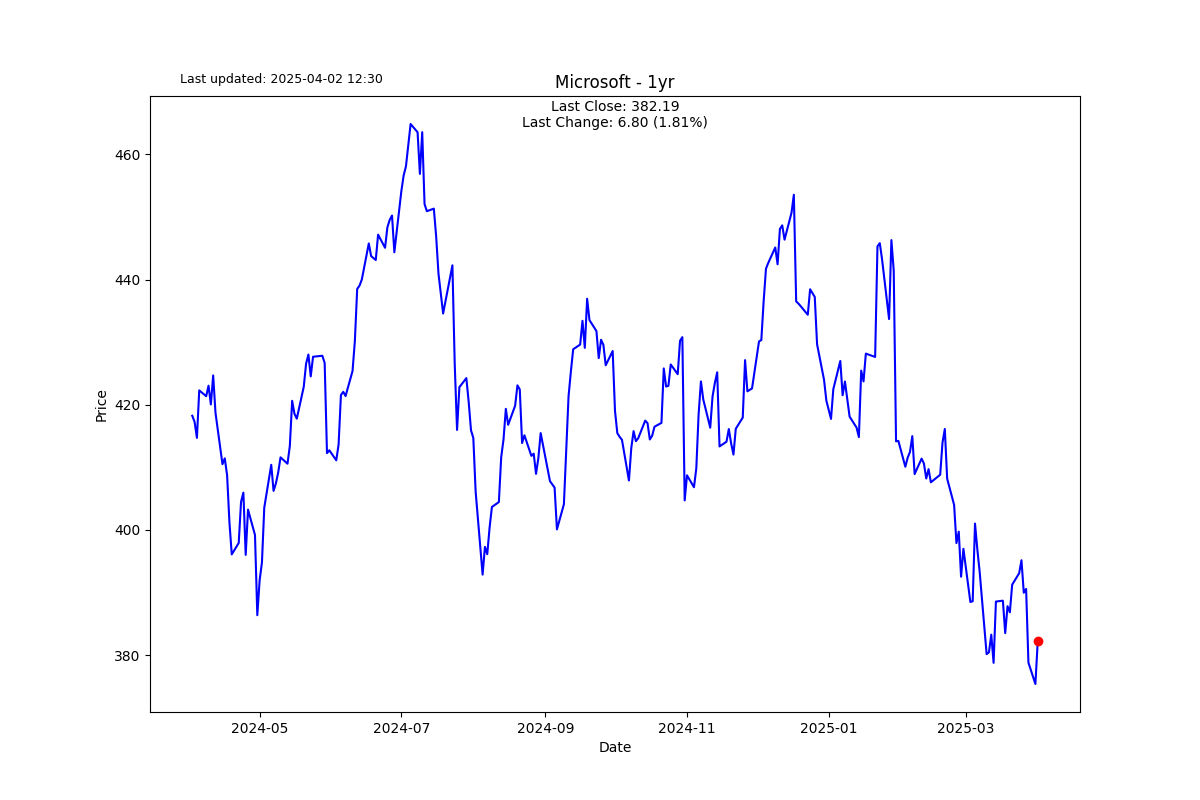 Last updated: 2025-04-02 12:30
Microsoft - 1yr
Last Close: 382.19
Last Change: 6.80 (1.81%)
460
440
420
400
380
Price
2024-05
2024-07
2024-09
2024-11
2025-01
2025-03
Date